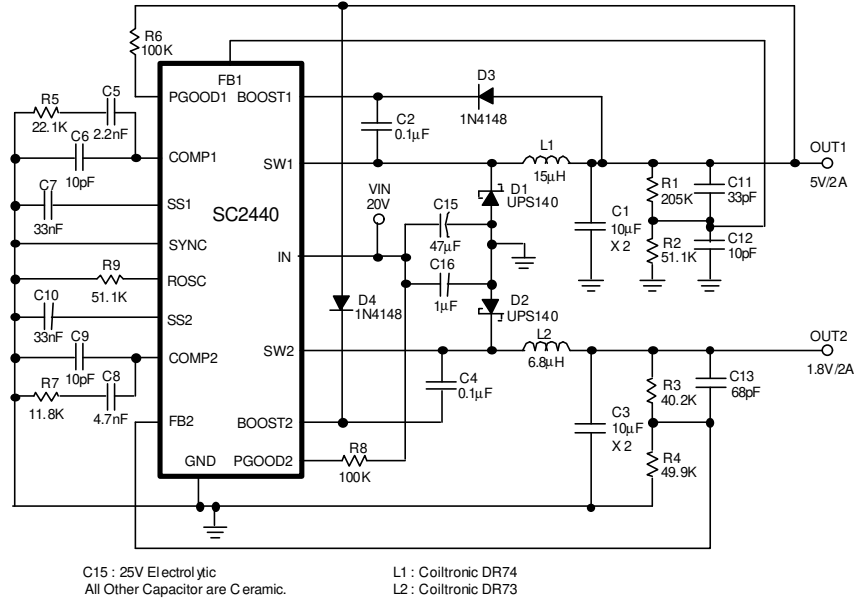 R6
100K
FB1
PGOOD1
BOOST1
D3
1N4148
R5
22.1K
C5
2.2nF
C2
0.1µF
C6
10pF
COMP1
SW1
L1
15µH
OUT1
5V/2A
C7
33nF
SS1
SC2440
VIN
20V
C15
47µF
D1
UPS140
C1
10µF
X 2
R1
205K
C11
33pF
SYNC
IN
R2
51.1K
C12
10pF
R9
51.1K
ROSC
C16
1µF
C10
33nF
SS2
D4
1N4148
D2
UPS140
C9
10pF
COMP2
SW2
L2
6.8µH
OUT2
1.8V/2A
R7
11.8K
C8
4.7nF
C4
0.1µF
R3
40.2K
C13
68pF
FB2
BOOST2
C3
10µF
X 2
GND
PGOOD2
R8
100K
R4
49.9K
C15 : 25V Electrolytic
All Other Capacitor are Ceramic.
L1 : Coiltronic DR74
L2 : Coiltronic DR73